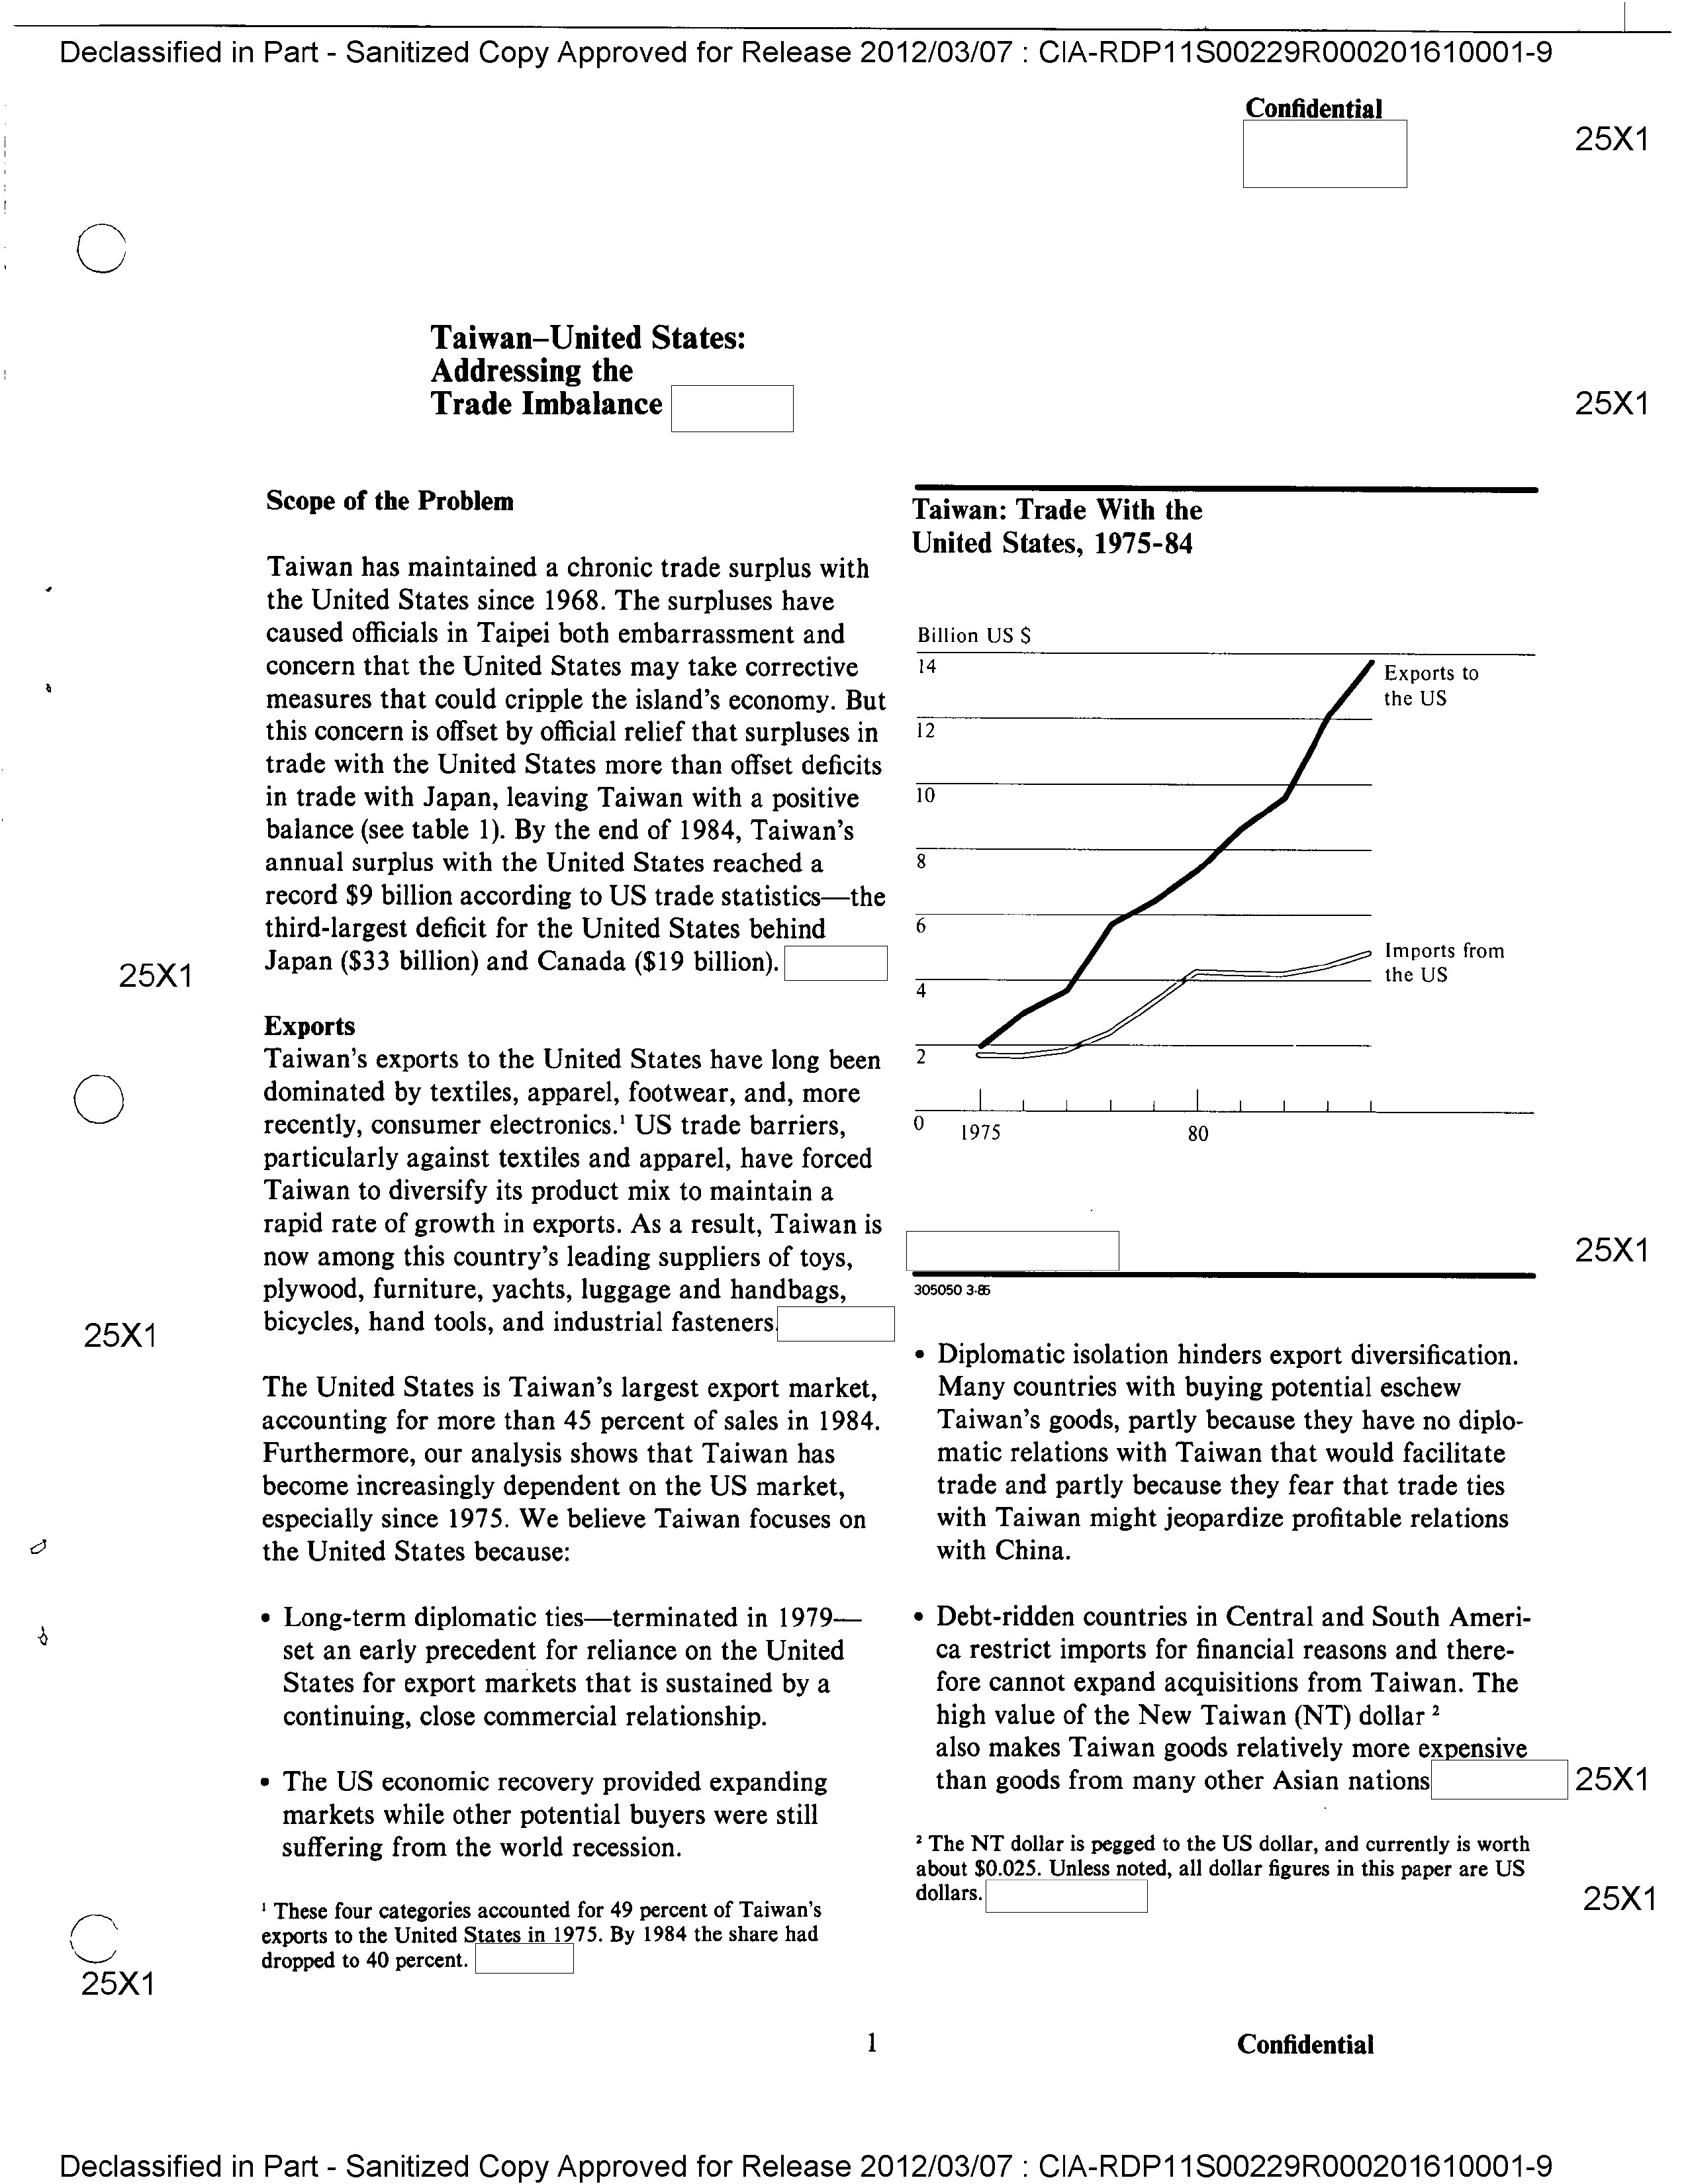 Declassified in Part - Sanitized Copy Approved for Release 2012/03/07 : CIA-RDP11S00229R000201610001-9
Confidential
25X1
Taiwan–United States:
Addressing the
Trade Imbalance
25X1
Scope of the Problem
Taiwan has maintained a chronic trade surplus with
the United States since 1968. The surpluses have
caused officials in Taipei both embarrassment and
concern that the United States may take corrective
measures that could cripple the island's economy. But
this concern is offset by official relief that surpluses in
trade with the United States more than offset deficits
in trade with Japan, leaving Taiwan with a positive
balance (see table 1). By the end of 1984, Taiwan's
annual surplus with the United States reached a
record $9 billion according to US trade statistics—the
third-largest deficit for the United States behind
Japan ($33 billion) and Canada ($19 billion).
25X1
Exports
Taiwan's exports to the United States have long been
dominated by textiles, apparel, footwear, and, more
recently, consumer electronics.¹ US trade barriers,
particularly against textiles and apparel, have forced
Taiwan to diversify its product mix to maintain a
rapid rate of growth in exports. As a result, Taiwan is
now among this country's leading suppliers of toys,
plywood, furniture, yachts, luggage and handbags,
bicycles, hand tools, and industrial fasteners.
25X1
The United States is Taiwan's largest export market,
accounting for more than 45 percent of sales in 1984.
Furthermore, our analysis shows that Taiwan has
become increasingly dependent on the US market,
especially since 1975. We believe Taiwan focuses on
the United States because:
• Long-term diplomatic ties—terminated in 1979—
set an early precedent for reliance on the United
States for export markets that is sustained by a
continuing, close commercial relationship.
• The US economic recovery provided expanding
markets while other potential buyers were still
suffering from the world recession.
¹ These four categories accounted for 49 percent of Taiwan's
exports to the United States in 1975. By 1984 the share had
dropped to 40 percent.
25X1
Taiwan: Trade With the
United States, 1975-84
Billion US $
14
Exports to
the US
12
10
8
6
Imports from
the US
4
2
0
1975
80
25X1
305050 3-85
• Diplomatic isolation hinders export diversification.
Many countries with buying potential eschew
Taiwan's goods, partly because they have no diplo-
matic relations with Taiwan that would facilitate
trade and partly because they fear that trade ties
with Taiwan might jeopardize profitable relations
with China.
• Debt-ridden countries in Central and South Ameri-
ca restrict imports for financial reasons and there-
fore cannot expand acquisitions from Taiwan. The
high value of the New Taiwan (NT) dollar ²
also makes Taiwan goods relatively more expensive
than goods from many other Asian nations
25X1
² The NT dollar is pegged to the US dollar, and currently is worth
about $0.025. Unless noted, all dollar figures in this paper are US
dollars.
25X1
1
Confidential
Declassified in Part - Sanitized Copy Approved for Release 2012/03/07 : CIA-RDP11S00229R000201610001-9